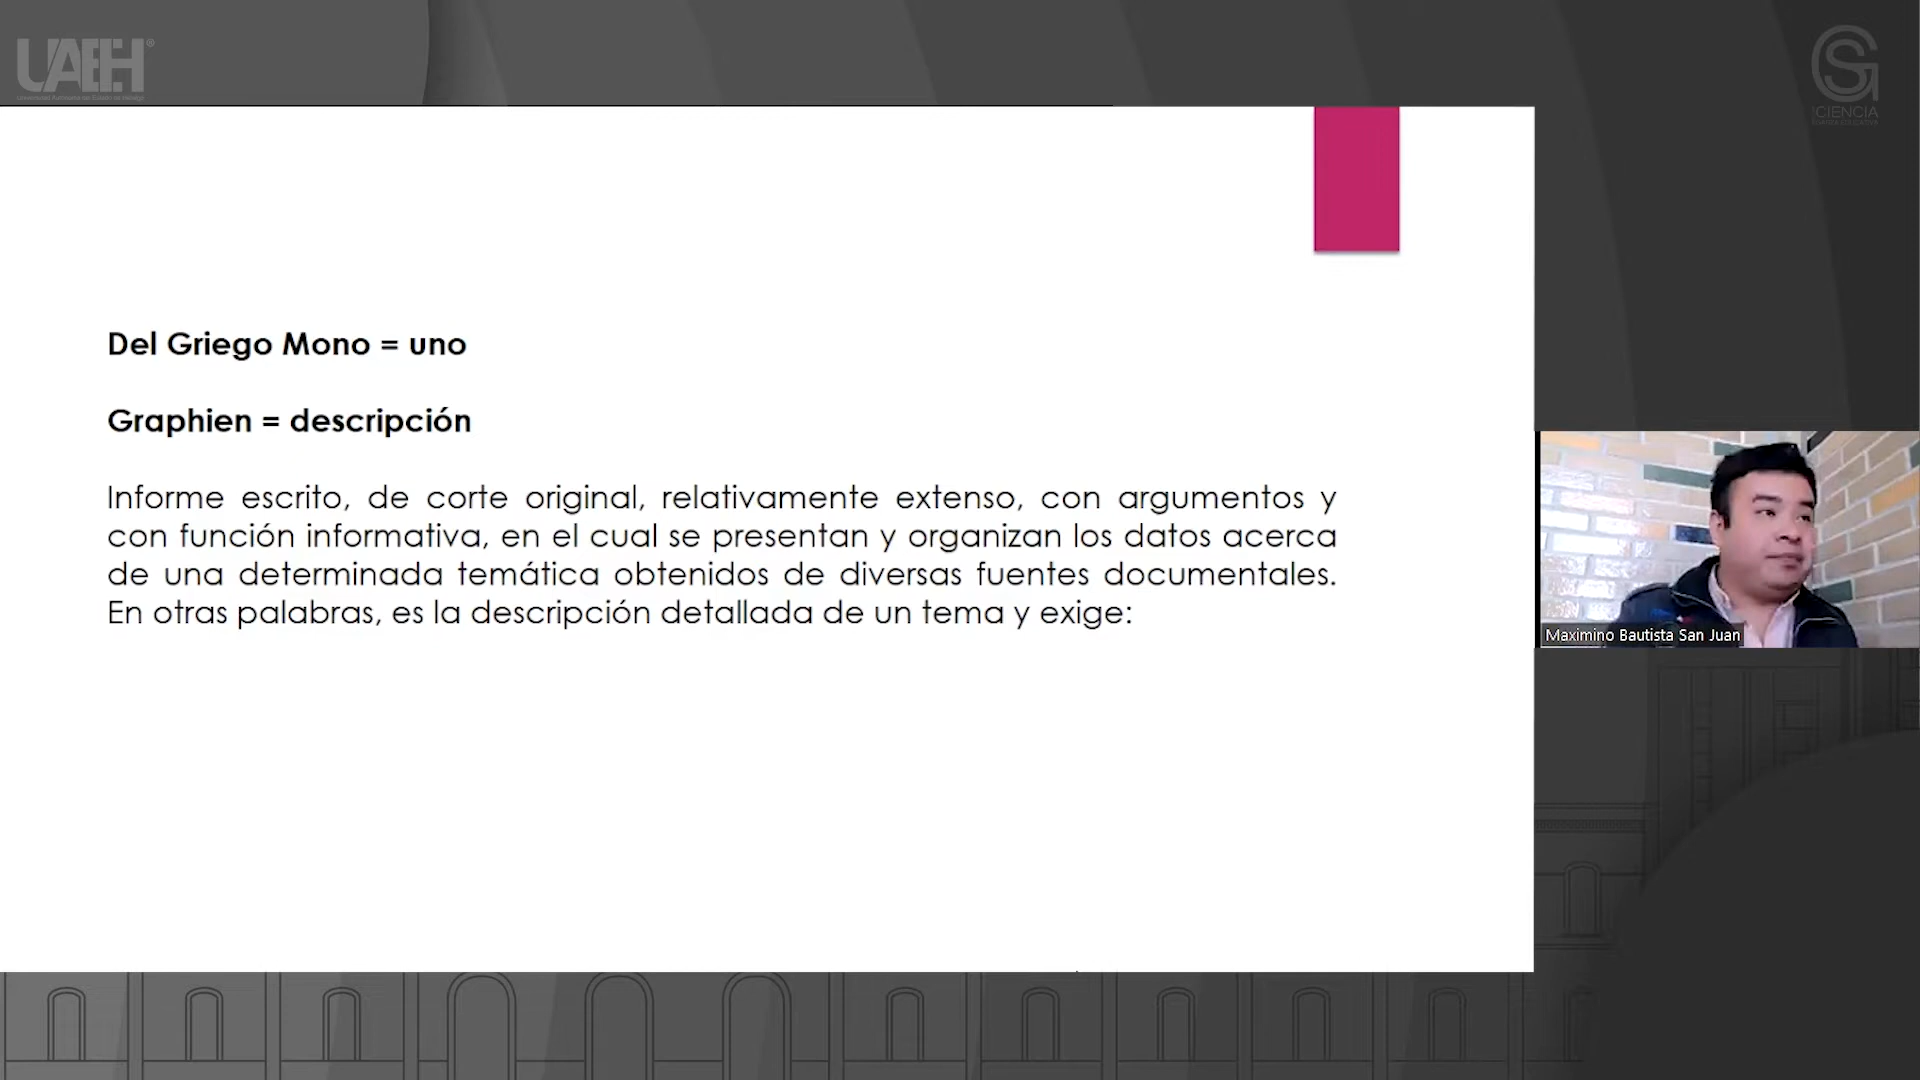 UAEH
CIENCIA
Del Griego Mono = uno
Graphien = descripción
Informe escrito, de corte original, relativamente extenso, con argumentos y
con función informativa, en el cual se presentan y organizan los datos acerca
de una determinada temática obtenidos de diversas fuentes documentales.
En otras palabras, es la descripción detallada de un tema y exige:
Maximino Bautista San Juan